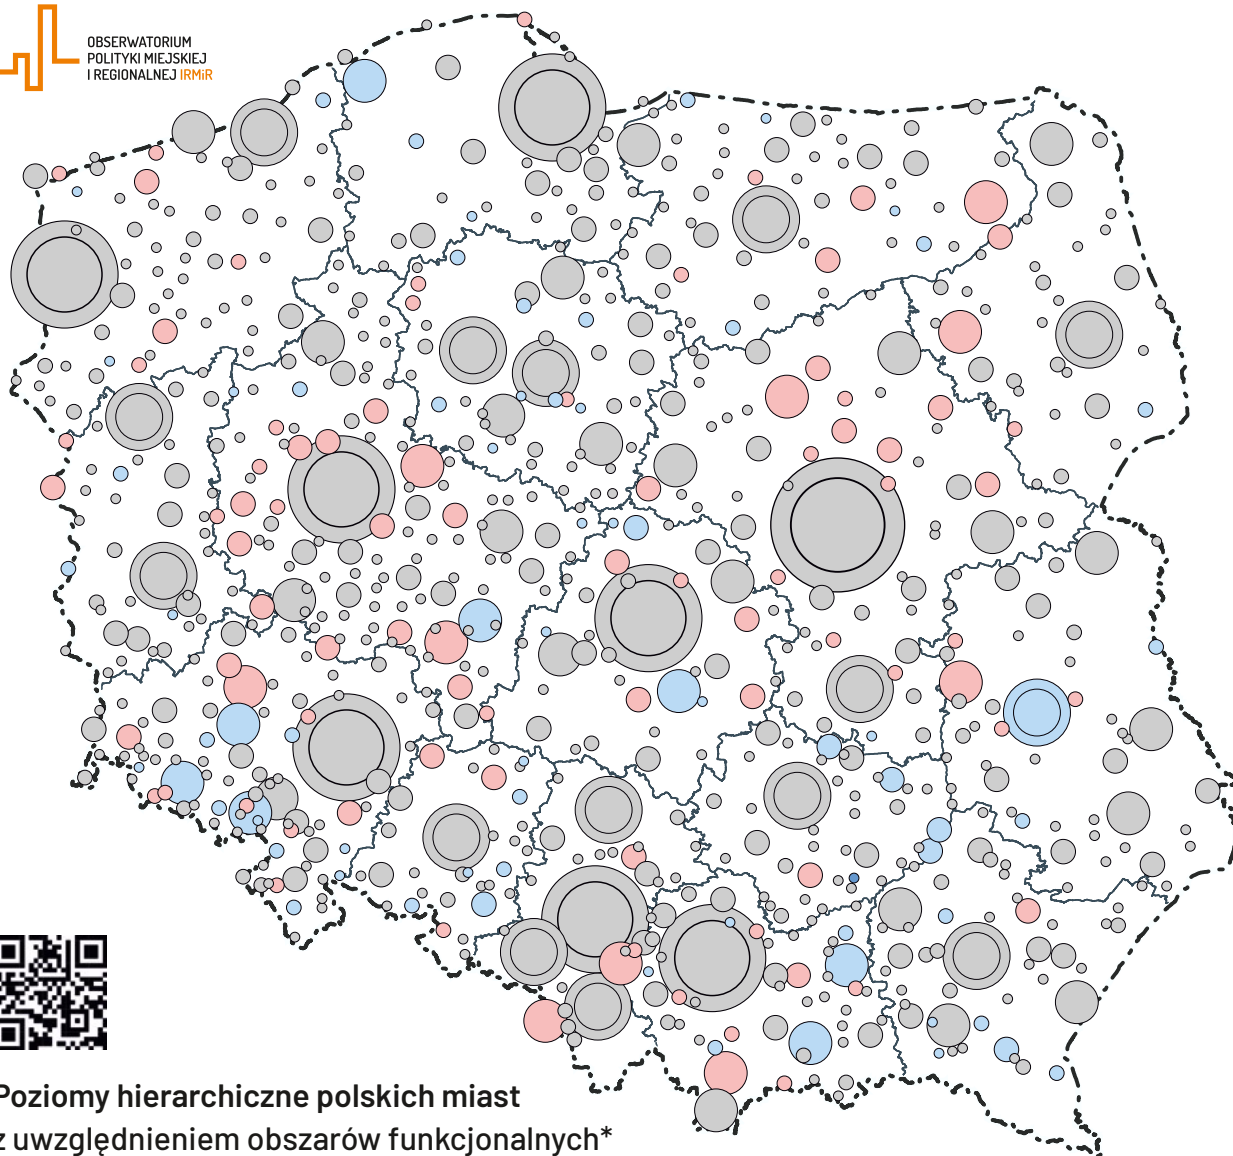 OBSERWATORIUM
POLITYKI MIEJSKIEJ
I REGIONALNEJ IRMiR
Poziomy hierarchiczne polskich miast
z uwzględnieniem obszarów funkcjonalnych*